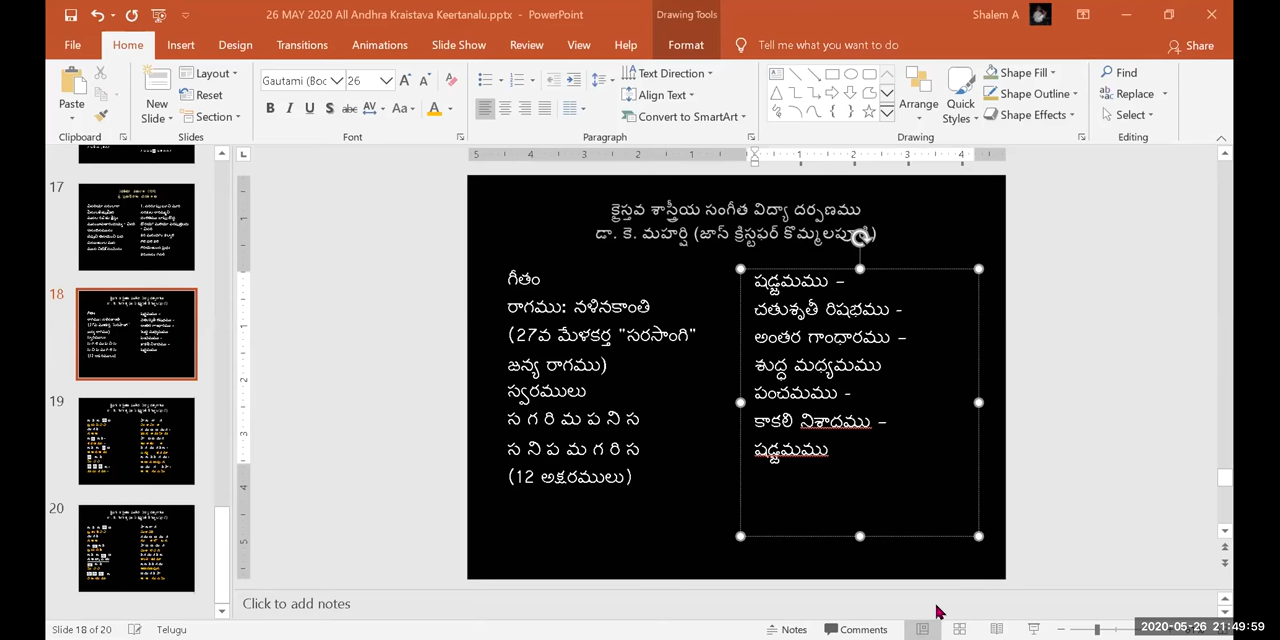 26 MAY 2020 All Andhra Kraistava Keertanalu.pptx - PowerPoint
Drawing Tools
Shalem A
File Home Insert Design Transitions Animations Slide Show Review View Help Format Tell me what you want to do Share
Paste
Clipboard
New Slide
Layout
Reset
Section
Slides
Gautami (Boc 26
Font
Text Direction
Align Text
Convert to SmartArt
Paragraph
Arrange
Quick Styles
Shape Fill
Shape Outline
Shape Effects
Drawing
Find
Replace
Select
Editing
17
18
19
20
క్రైస్తవ శాస్త్రీయ సంగీత విద్యా దర్పణము
డా. కె. మహర్షి (జాన్ క్రిస్టఫర్
గీతం
రాగము: నళినకాంతి
(27వ మేళకర్త "సరసాంగి"
జన్య రాగము)
స్వరములు
స గ రి మ ప ని స
స ని ప మ గ రి స
(12 అక్షరములు)
షడ్జమము –
చతుశృతీ రిషభము -
అంతర గాంధారము –
శుద్ధ మధ్యమము
పంచమము -
కాకలి నిశాదము –
షడ్జమము
Click to add notes
Slide 18 of 20
Telugu
Notes
Comments
2020-05-26 21:49:59